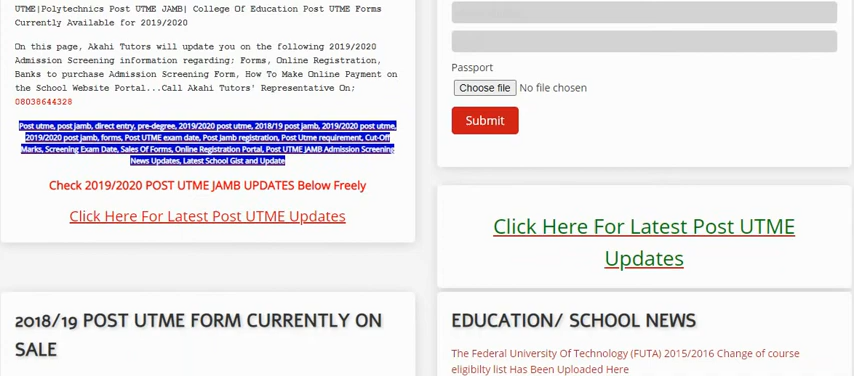 UTME|Polytechnics Post UTME JAMB| College Of Education Post UTME Forms
Currently Available for 2019/2020
On this page, Akahi Tutors will update you on the following 2019/2020
Admission Screening information regarding; Forms, Online Registration,
Banks to purchase Admission Screening Form, How To Make Online Payment on
the School Website Portal...Call Akahi Tutors' Representative On;
08038644328
Post utme, post jamb, direct entry, pre-degree, 2019/2020 post utme, 2018/19 post jamb, 2019/2020 post utme,
2019/2020 post jamb, forms, Post UTME exam date, Post Jamb registration, Post Utme requirement, Cut-Off
Marks, Screening Exam Date, Sales Of Forms, Online Registration Portal, Post UTME JAMB Admission Screening
News Updates, Latest School Gist and Update
Check 2019/2020 POST UTME JAMB UPDATES Below Freely
Click Here For Latest Post UTME Updates
2018/19 POST UTME FORM CURRENTLY ON
SALE
Passport
Choose file No file chosen
Submit
Click Here For Latest Post UTME
Updates
EDUCATION/ SCHOOL NEWS
The Federal University Of Technology (FUTA) 2015/2016 Change of course
eligibilty list Has Been Uploaded Here